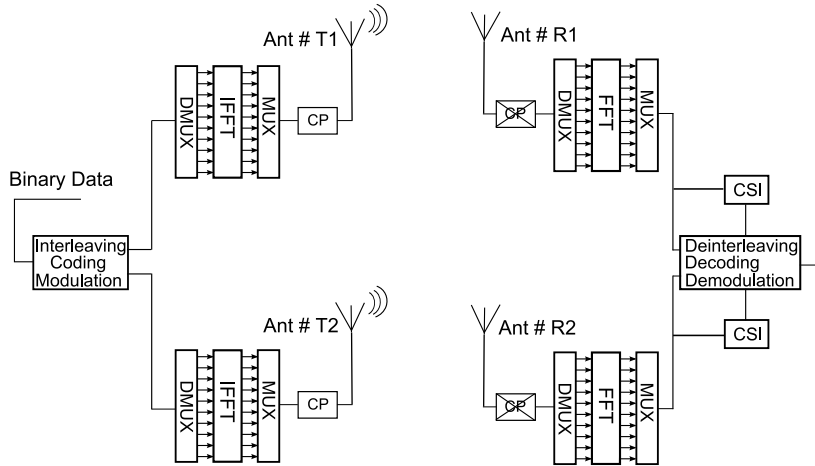 Ant # T1
DMUX
IFFT
MUX
CP
Ant # R1
CP
DMUX
FFT
MUX
Binary Data
Interleaving
Coding
Modulation
CSI
Deinterleaving
Decoding
Demodulation
CSI
Ant # T2
DMUX
IFFT
MUX
CP
Ant # R2
CP
DMUX
FFT
MUX